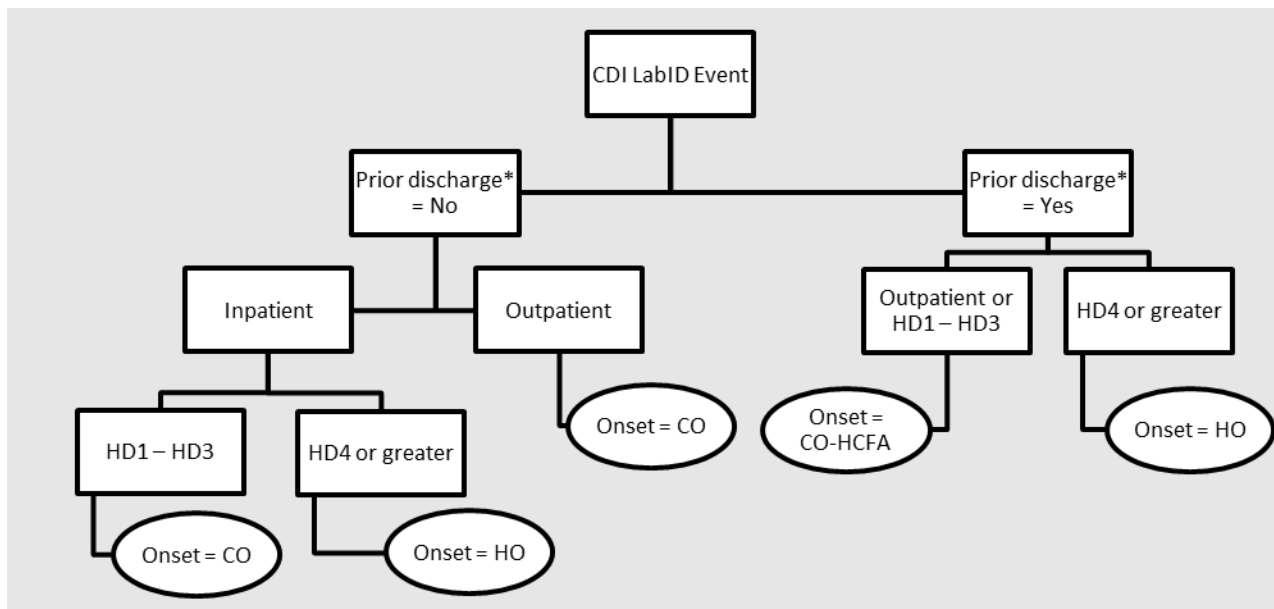 CDI LabID Event
Prior discharge*
= No
Prior discharge*
= Yes
Inpatient
Outpatient
Outpatient or
HD1 – HD3
HD4 or greater
HD1 – HD3
HD4 or greater
Onset = CO
Onset =
CO-HCFA
Onset = HO
Onset = CO
Onset = HO